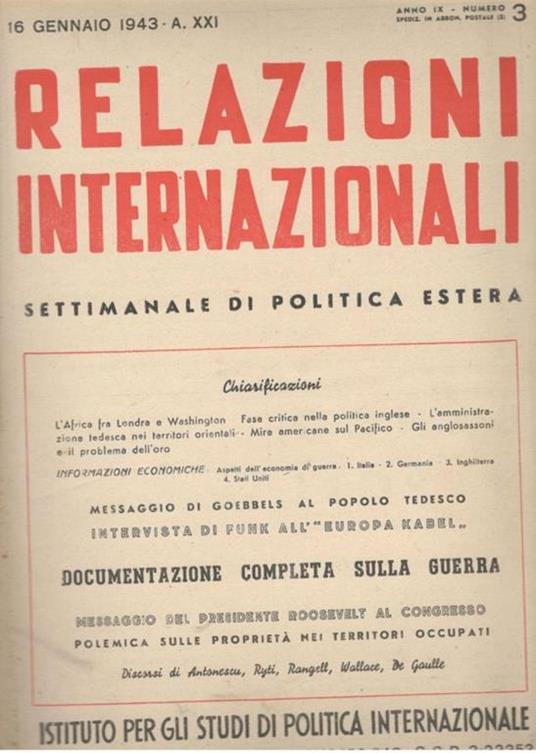 16 GENNAIO 1943 - A. XXI
ANNO IX - NUMERO 3
SPEDIZ. IN ABBON. POSTALE (2)
RELAZIONI
INTERNAZIONALI
SETTIMANALE DI POLITICA ESTERA
Chiarificazioni
L'Africa fra Londra e Washington - Fase critica nella politica inglese - L'amministra-
zione tedesca nei territori orientali - Mire americane sul Pacifico - Gli anglosassoni
e il problema dell'oro
INFORMAZIONI ECONOMICHE: Aspetti dell'economia di guerra. 1. Italia - 2. Germania - 3. Inghilterra
4. Stati Uniti
MESSAGGIO DI GOEBBELS AL POPOLO TEDESCO
INTERVISTA DI FUNK ALL'"EUROPA KABEL"
DOCUMENTAZIONE COMPLETA SULLA GUERRA
MESSAGGIO DEL PRESIDENTE ROOSEVELT AL CONGRESSO
POLEMICA SULLE PROPRIETÀ NEI TERRITORI OCCUPATI
Discorsi di Antonescu, Ryti, Rangell, Wallace, De Gaulle
ISTITUTO PER GLI STUDI DI POLITICA INTERNAZIONALE